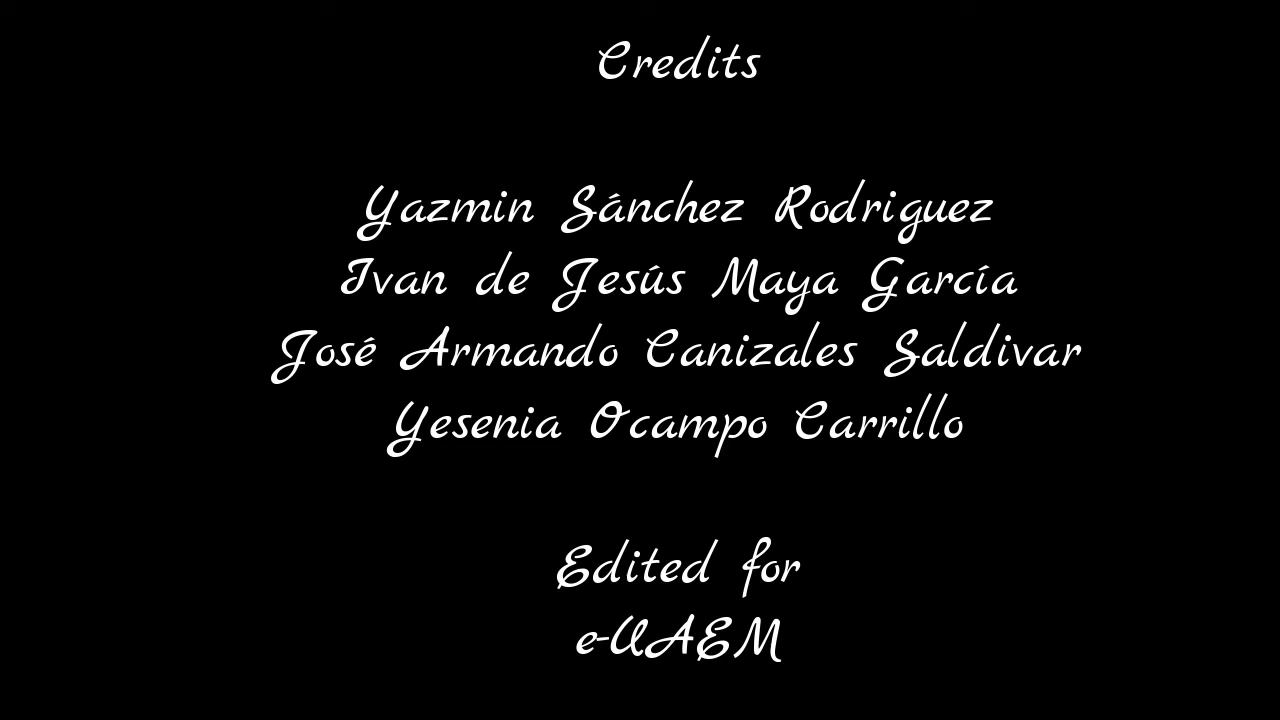 Credits
Yazmin Sánchez Rodriguez
Ivan de Jesús Maya García
José Armando Canizales Saldivar
Yesenia Ocampo Carrillo
Edited for
e-UAEM